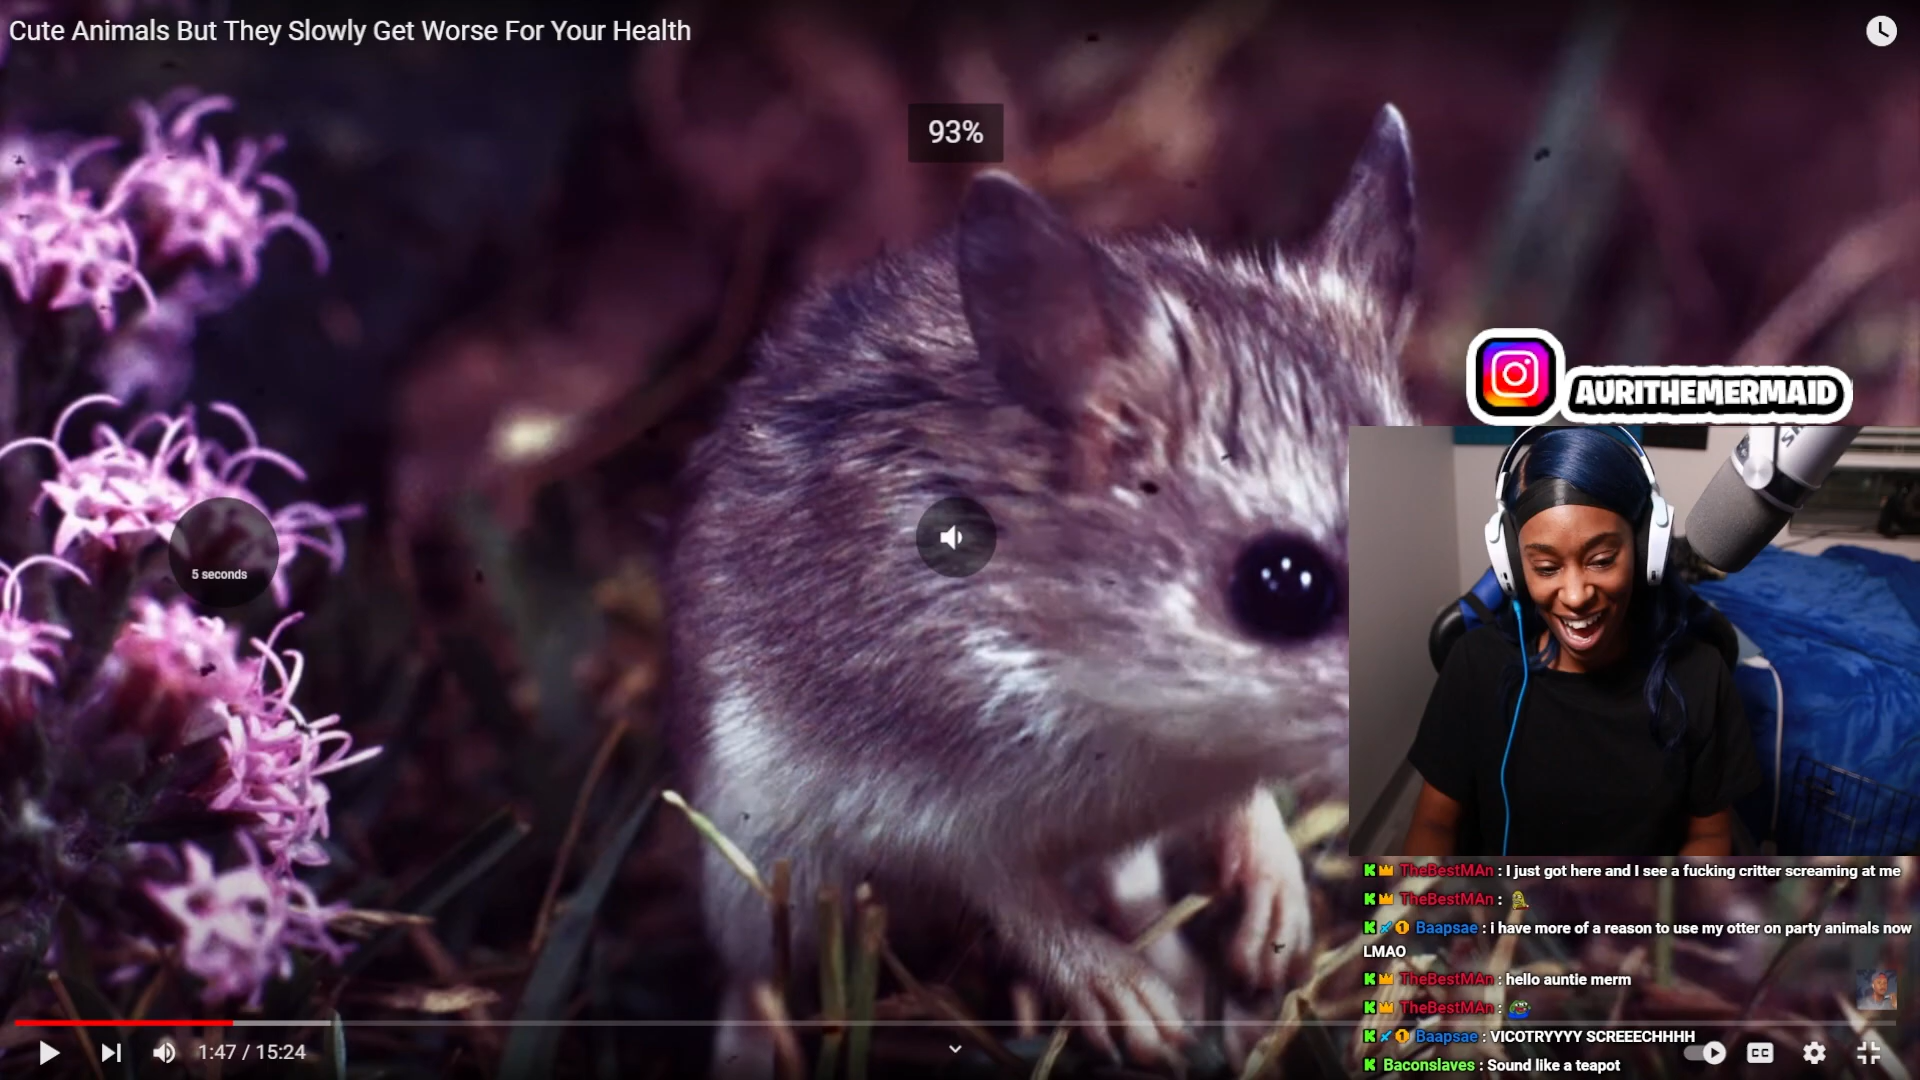 Cute Animals But They Slowly Get Worse For Your Health
93%
AURITHEMERMAID
5 seconds
TheBestMAn : I just got here and I see a fucking critter screaming at me
TheBestMAn :
Baapsae : i have more of a reason to use my otter on party animals now
LMAO
TheBestMAn : hello auntie merm
TheBestMAn :
Baapsae : VICOTRYYYY SCREEECHHHH
Baconslaves : Sound like a teapot
1:47 / 15:24
CC